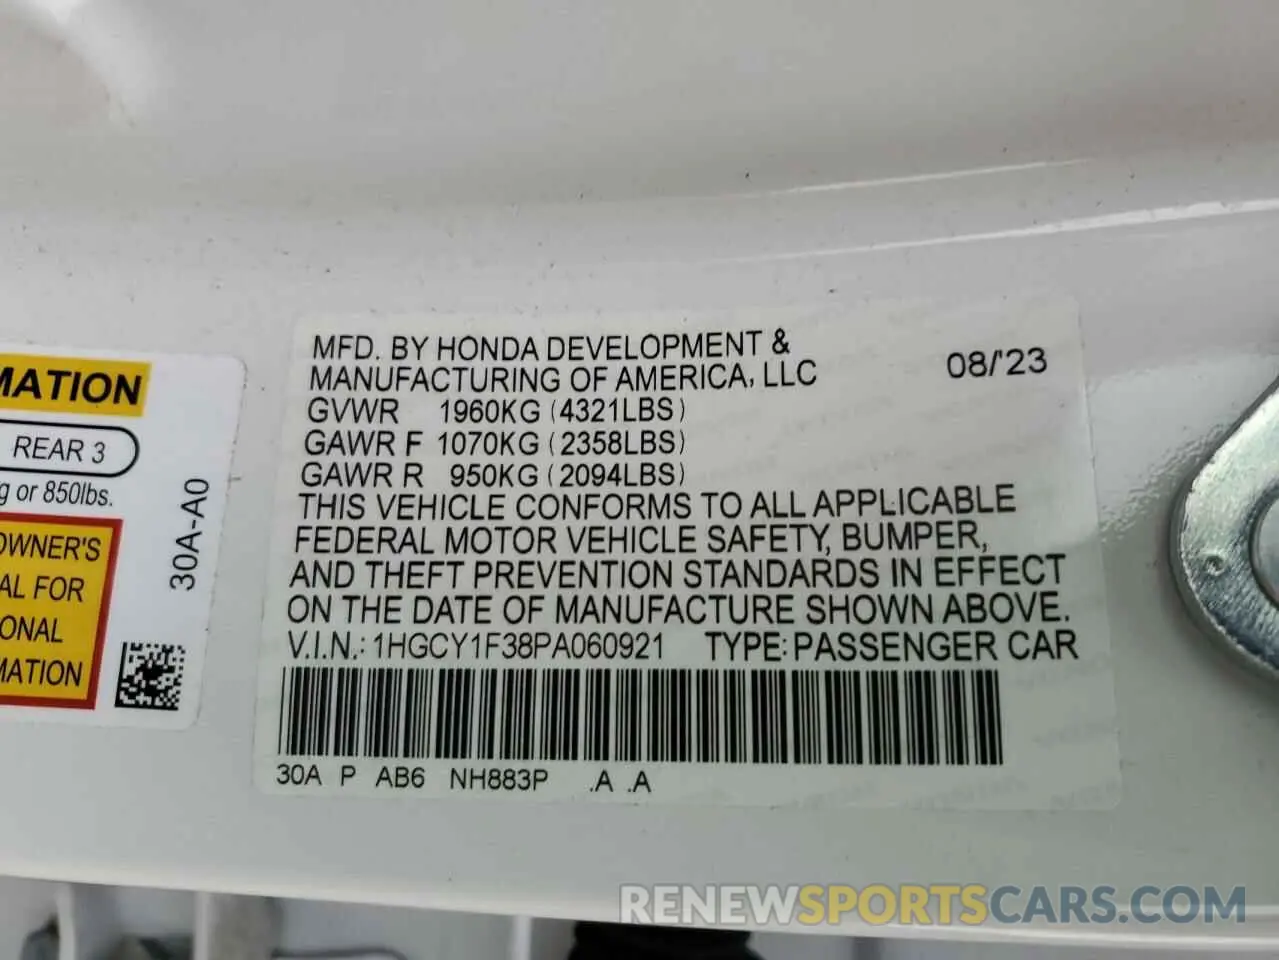 MATION
REAR 3
g or 850lbs.
OWNER'S
AL FOR
ONAL
MATION
30A-A0
MFD. BY HONDA DEVELOPMENT &
MANUFACTURING OF AMERICA, LLC 08/'23
GVWR 1960KG (4321LBS)
GAWR F 1070KG (2358LBS)
GAWR R 950KG (2094LBS)
THIS VEHICLE CONFORMS TO ALL APPLICABLE
FEDERAL MOTOR VEHICLE SAFETY, BUMPER,
AND THEFT PREVENTION STANDARDS IN EFFECT
ON THE DATE OF MANUFACTURE SHOWN ABOVE.
V.I.N.: 1HGCY1F38PA060921 TYPE: PASSENGER CAR
30A P AB6 NH883P .A .A
RENEWSPORTSCARS.COM